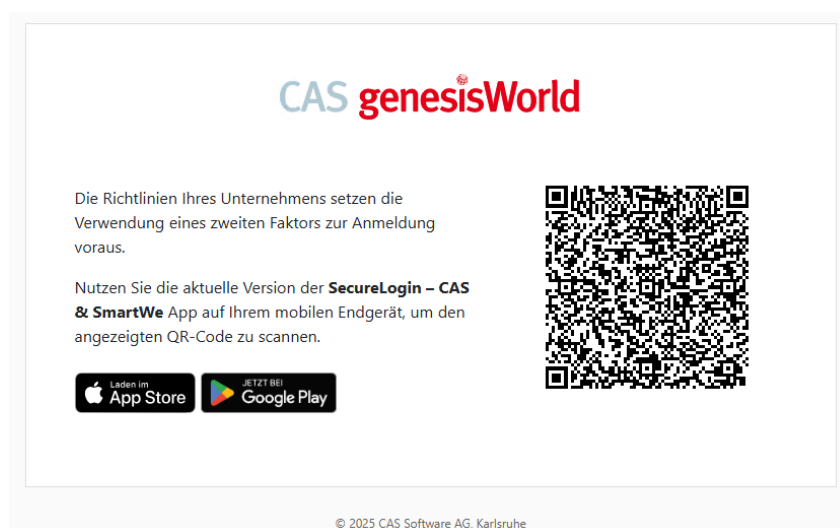 CAS genesisWorld
Die Richtlinien Ihres Unternehmens setzen die
Verwendung eines zweiten Faktors zur Anmeldung
voraus.
Nutzen Sie die aktuelle Version der SecureLogin – CAS
& SmartWe App auf Ihrem mobilen Endgerät, um den
angezeigten QR-Code zu scannen.
Laden im
App Store
JETZT BEI
Google Play
© 2025 CAS Software AG, Karlsruhe